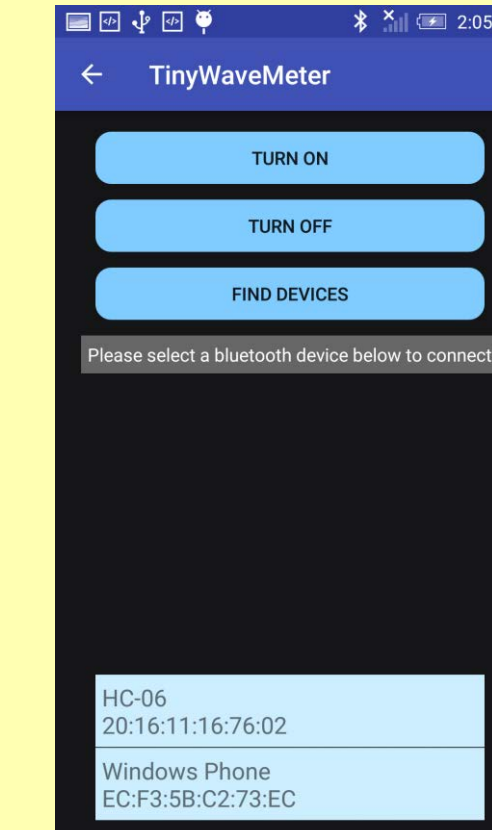 2:05
TinyWaveMeter
TURN ON
TURN OFF
FIND DEVICES
Please select a bluetooth device below to connect
HC-06
20:16:11:16:76:02
Windows Phone
EC:F3:5B:C2:73:EC